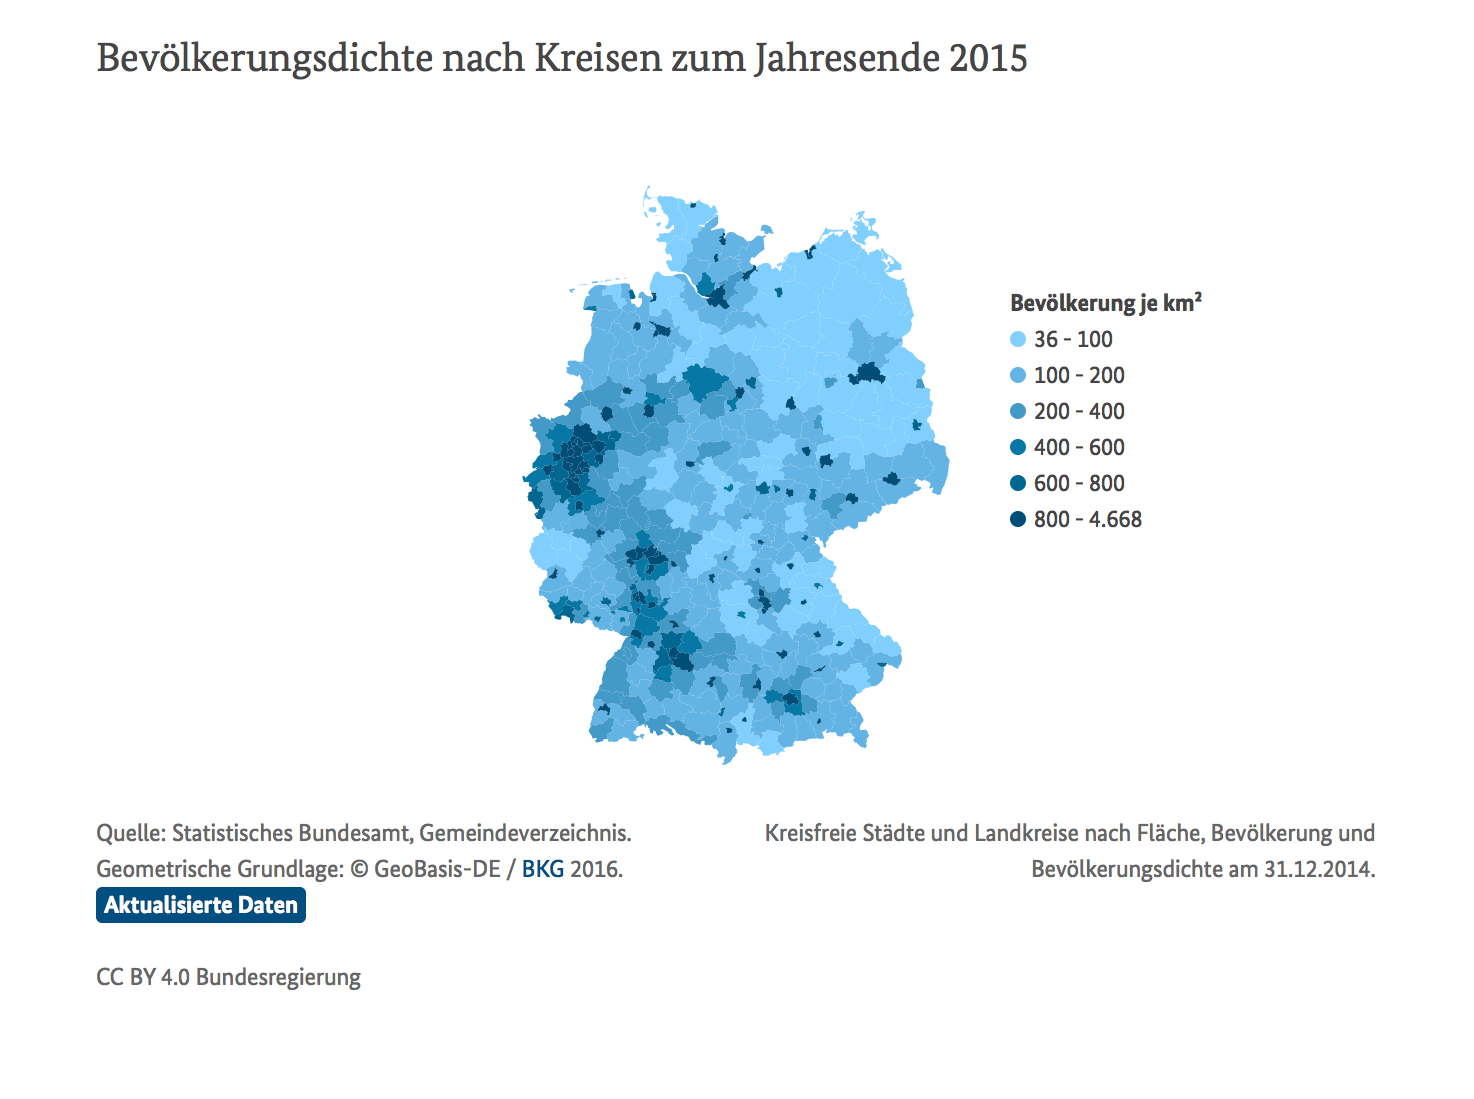 Bevölkerungsdichte nach Kreisen zum Jahresende 2015
Bevölkerung je km²
36 - 100
100 - 200
200 - 400
400 - 600
600 - 800
800 - 4.668
Quelle: Statistisches Bundesamt, Gemeindeverzeichnis.
Geometrische Grundlage: © GeoBasis-DE / BKG 2016.
Aktualisierte Daten
CC BY 4.0 Bundesregierung
Kreisfreie Städte und Landkreise nach Fläche, Bevölkerung und
Bevölkerungsdichte am 31.12.2014.